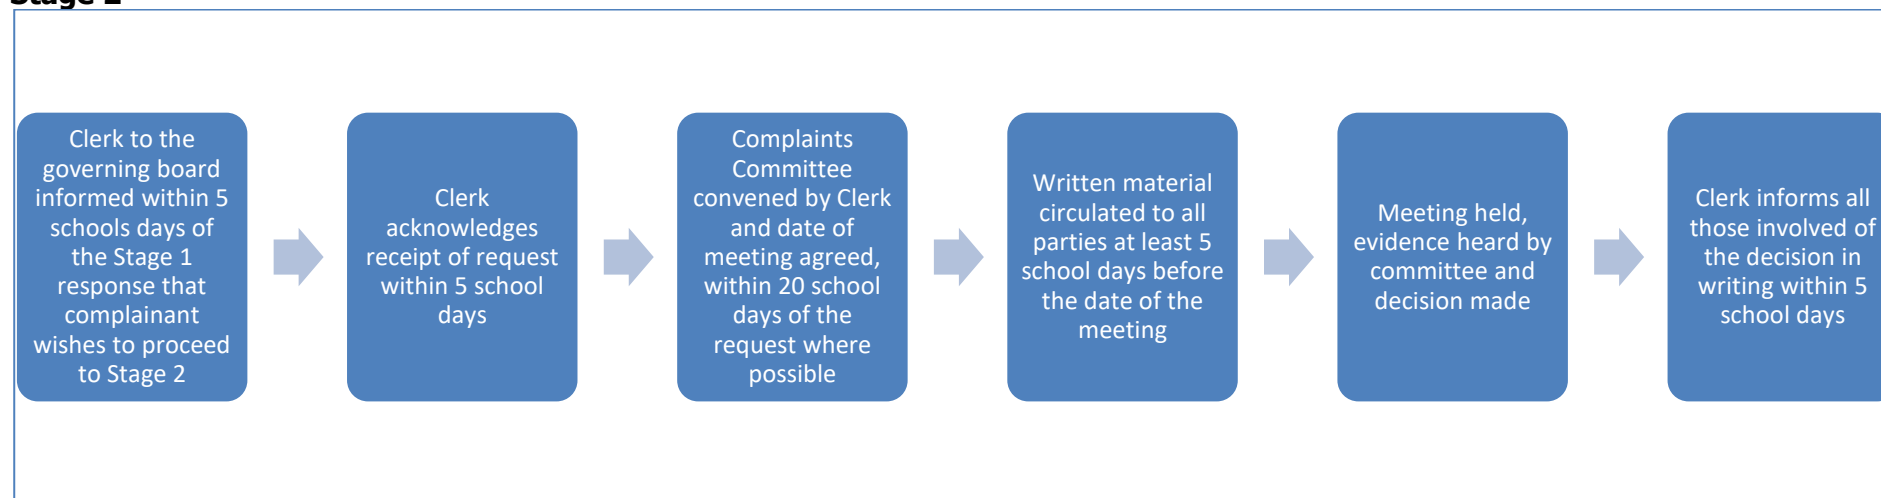 Stage 2
Clerk to the
governing board
informed within 5
schools days of
the Stage 1
response that
complainant
wishes to proceed
to Stage 2
Clerk
acknowledges
receipt of request
within 5 school
days
Complaints
Committee
convened by Clerk
and date of
meeting agreed,
within 20 school
days of the
request where
possible
Written material
circulated to all
parties at least 5
school days before
the date of the
meeting
Meeting held,
evidence heard by
committee and
decision made
Clerk informs all
those involved of
the decision in
writing within 5
school days